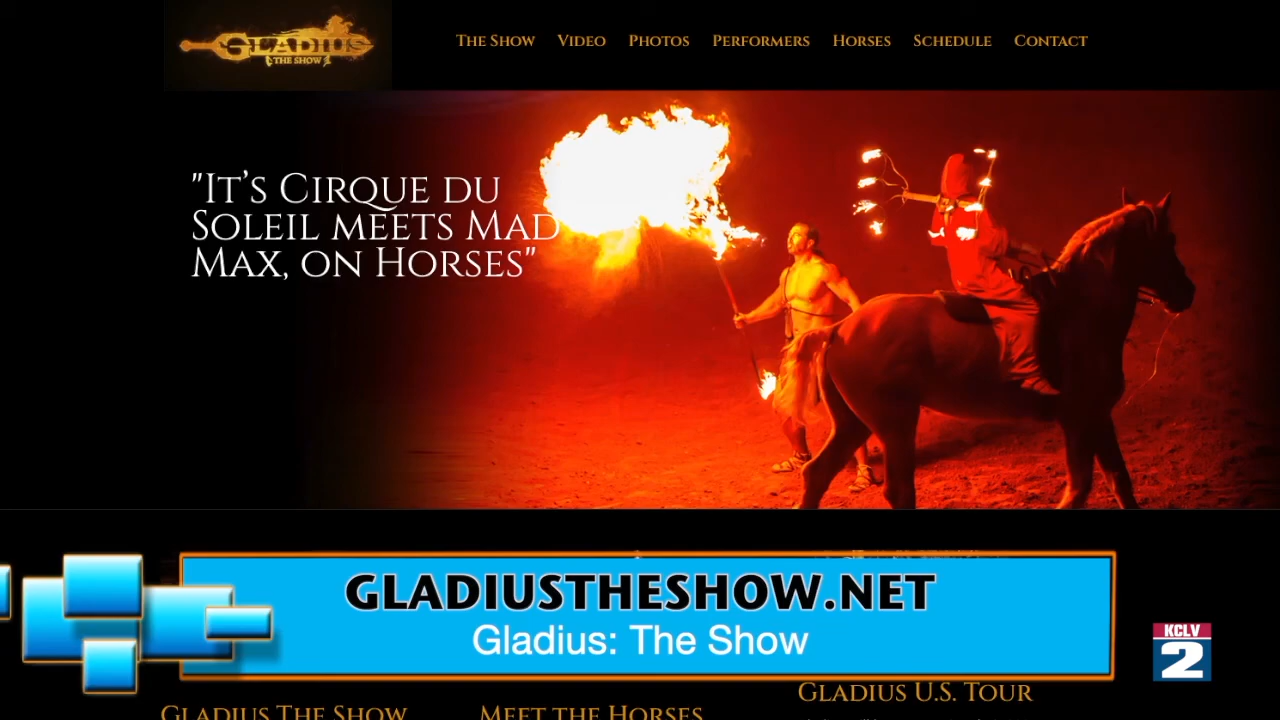 GLADIUS
THE SHOW
The Show Video Photos Performers Horses Schedule Contact
"It's Cirque du
Soleil meets Mad
Max, on Horses"
GLADIUSTHESHOW.NET
Gladius: The Show
KCLV
2
Gladius U.S. Tour
Gladius The Show Meet the Horses